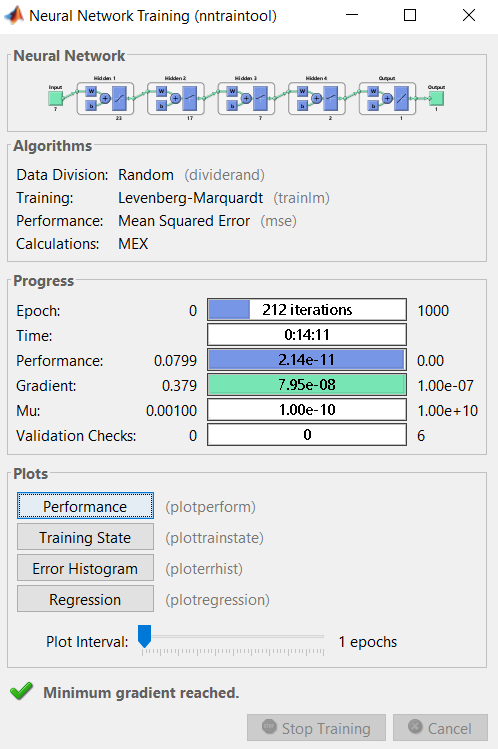 Neural Network Training (nntraintool)
Neural Network
Hidden 1 Hidden 2 Hidden 3 Hidden 4 Output
Input Output
W W W W W
b b b b b
7 23 17 7 2 1 1
Algorithms
Data Division: Random (dividerand)
Training: Levenberg-Marquardt (trainlm)
Performance: Mean Squared Error (mse)
Calculations: MEX
Progress
Epoch: 0 212 iterations 1000
Time: 0:14:11
Performance: 0.0799 2.14e-11 0.00
Gradient: 0.379 7.95e-08 1.00e-07
Mu: 0.00100 1.00e-10 1.00e+10
Validation Checks: 0 0 6
Plots
Performance (plotperform)
Training State (plottrainstate)
Error Histogram (ploterrhist)
Regression (plotregression)
Plot Interval: 1 epochs
Minimum gradient reached.
Stop Training Cancel